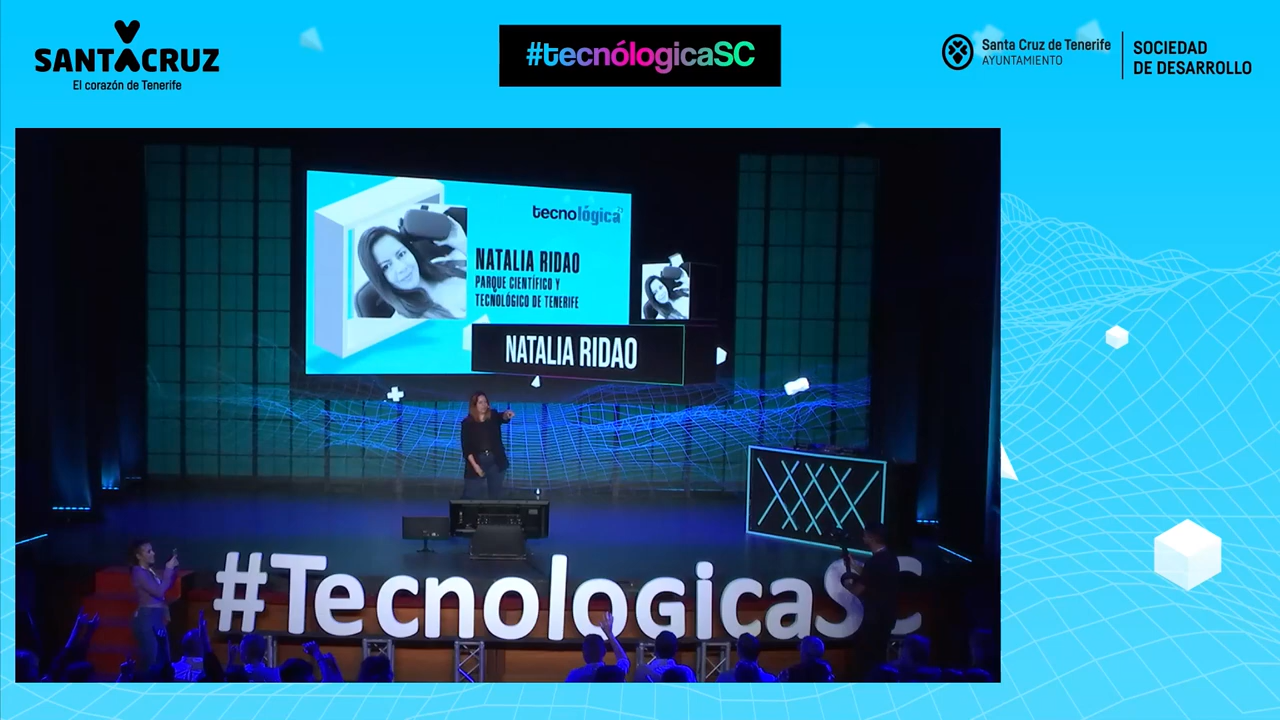 SANTACRUZ
El corazón de Tenerife
#tecnólogicaSC
Santa Cruz de Tenerife
AYUNTAMIENTO
SOCIEDAD
DE DESARROLLO
tecnológica
NATALIA RIDAO
PARQUE CIENTÍFICO Y
TECNOLÓGICO DE TENERIFE
NATALIA RIDAO
#TecnologicaSC